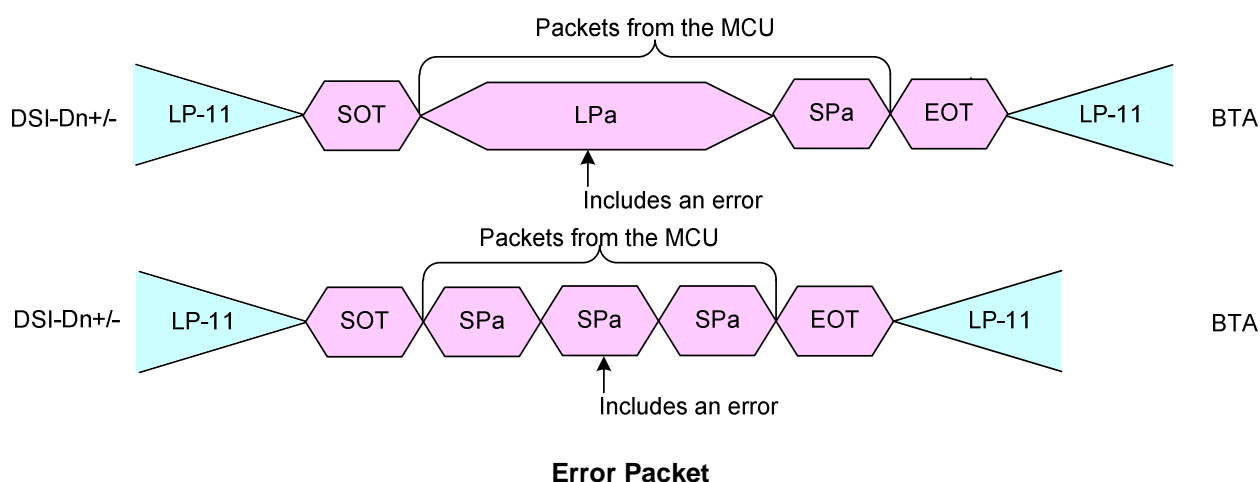 Packets from the MCU
DSI-Dn+/- LP-11 SOT LPa SPa EOT LP-11 BTA
Includes an error
Packets from the MCU
DSI-Dn+/- LP-11 SOT SPa SPa SPa EOT LP-11 BTA
Includes an error
Error Packet